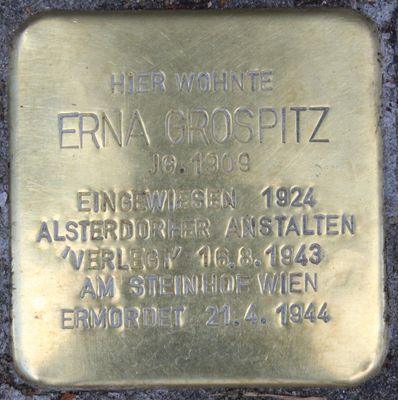 HIER WOHNTE
ERNA GROSPITZ
JG. 1909
EINGEWIESEN 1924
ALSTERDORFER ANSTALTEN
'VERLEGT' 16.8.1943
AM STEINHOF WIEN
ERMORDET 21.4.1944